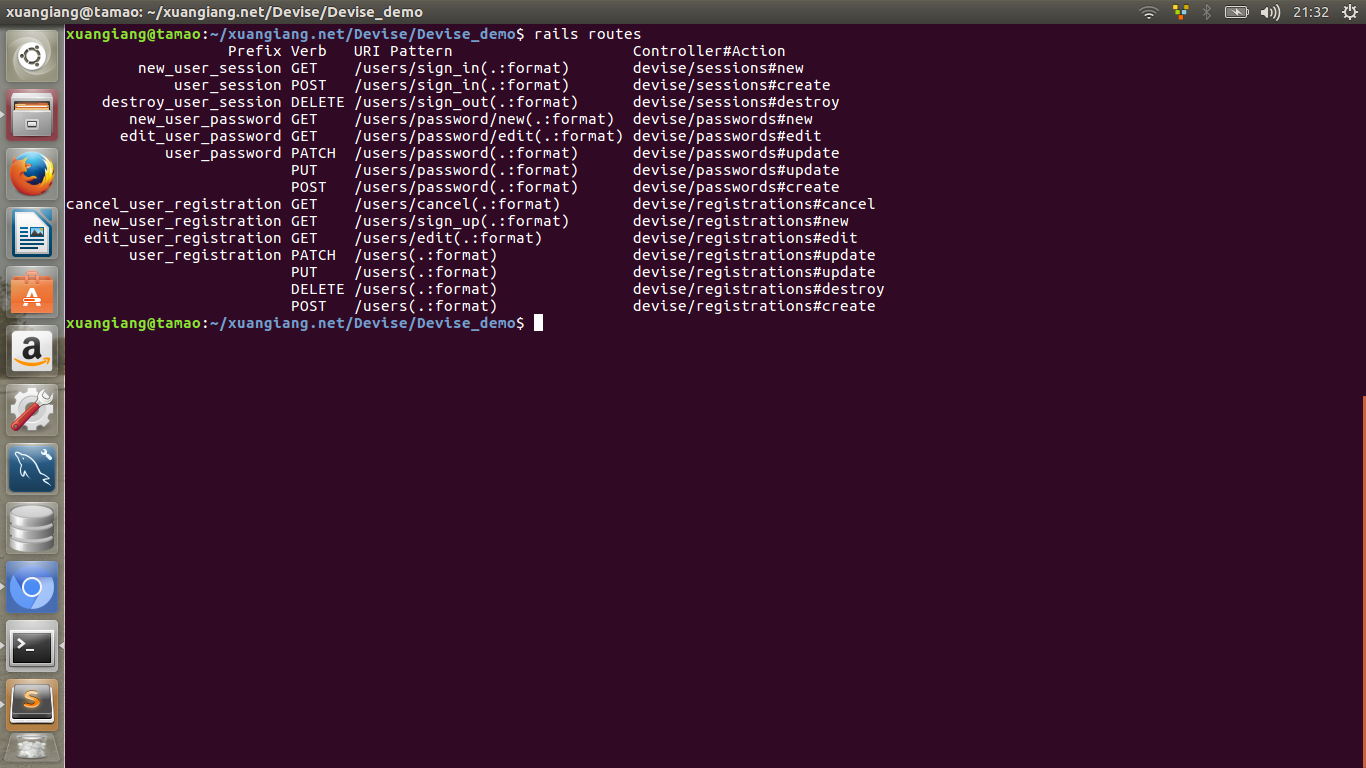 xuangiang@tamao: ~/xuangiang.net/Devise/Devise_demo 21:32
xuangiang@tamao:~/xuangiang.net/Devise/Devise_demo$ rails routes
                  Prefix Verb   URI Pattern                    Controller#Action
        new_user_session GET    /users/sign_in(.:format)       devise/sessions#new
            user_session POST   /users/sign_in(.:format)       devise/sessions#create
    destroy_user_session DELETE /users/sign_out(.:format)      devise/sessions#destroy
       new_user_password GET    /users/password/new(.:format)  devise/passwords#new
      edit_user_password GET    /users/password/edit(.:format) devise/passwords#edit
           user_password PATCH  /users/password(.:format)      devise/passwords#update
                         PUT    /users/password(.:format)      devise/passwords#update
                         POST   /users/password(.:format)      devise/passwords#create
cancel_user_registration GET    /users/cancel(.:format)        devise/registrations#cancel
   new_user_registration GET    /users/sign_up(.:format)       devise/registrations#new
  edit_user_registration GET    /users/edit(.:format)          devise/registrations#edit
       user_registration PATCH  /users(.:format)               devise/registrations#update
                         PUT    /users(.:format)               devise/registrations#update
                         DELETE /users(.:format)               devise/registrations#destroy
                         POST   /users(.:format)               devise/registrations#create
xuangiang@tamao:~/xuangiang.net/Devise/Devise_demo$